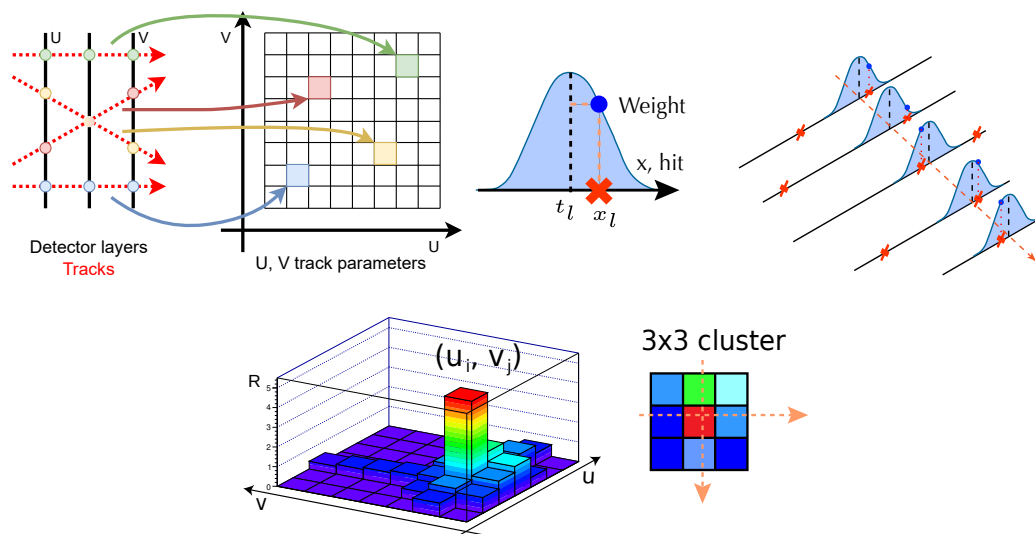 U
V
Detector layers
Tracks
V
U
U, V track parameters
Weight
x, hit
t_l
x_l
(u_i, v_j)
R
5
4
3
2
1
0
v
u
3x3 cluster